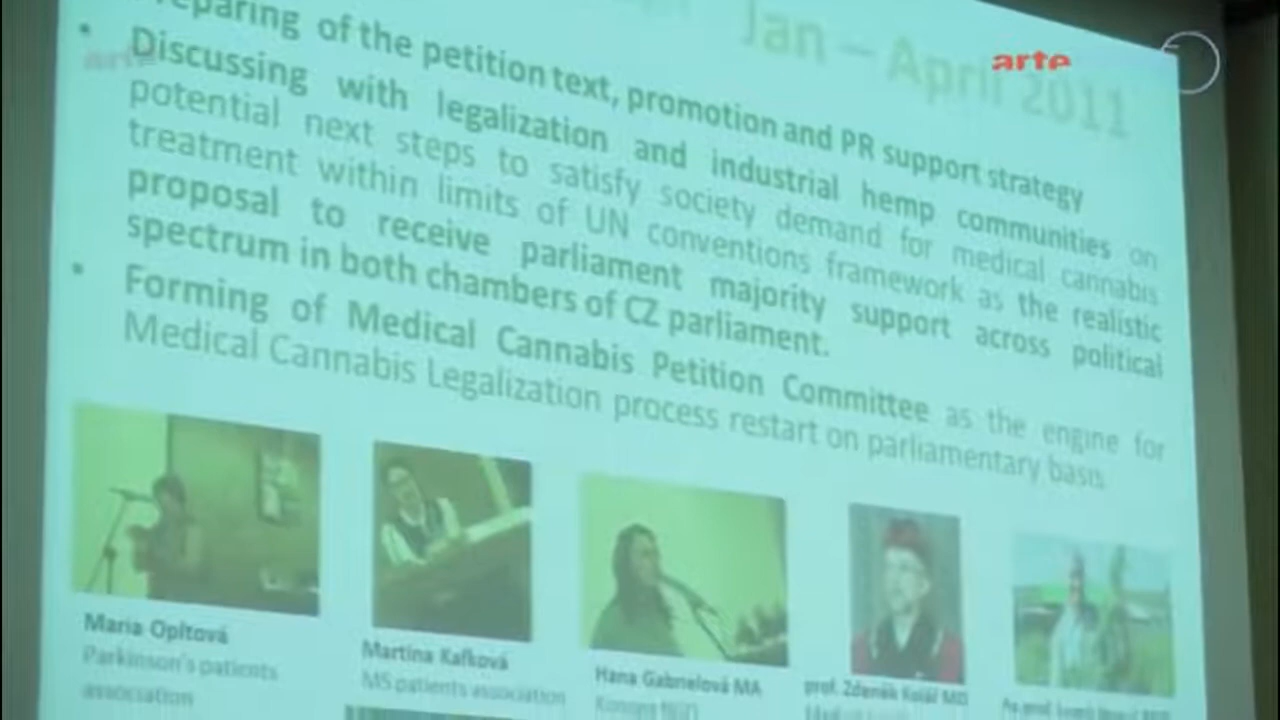 Jan – April 2011
arte
arte
Preparing of the petition text, promotion and PR support strategy
• Discussing with legalization and industrial hemp communities on
potential next steps to satisfy society demand for medical cannabis
treatment within limits of UN conventions framework as the realistic
proposal to receive parliament majority support across political
spectrum in both chambers of CZ parliament.
• Forming of Medical Cannabis Petition Committee as the engine for
Medical Cannabis Legalization process restart on parliamentary basis
Maria Opltová
Parkinson's patients
association
Martina Kafková
MS patients association
Hana Gabrielová MA
prof. Zdeněk Kolář MD